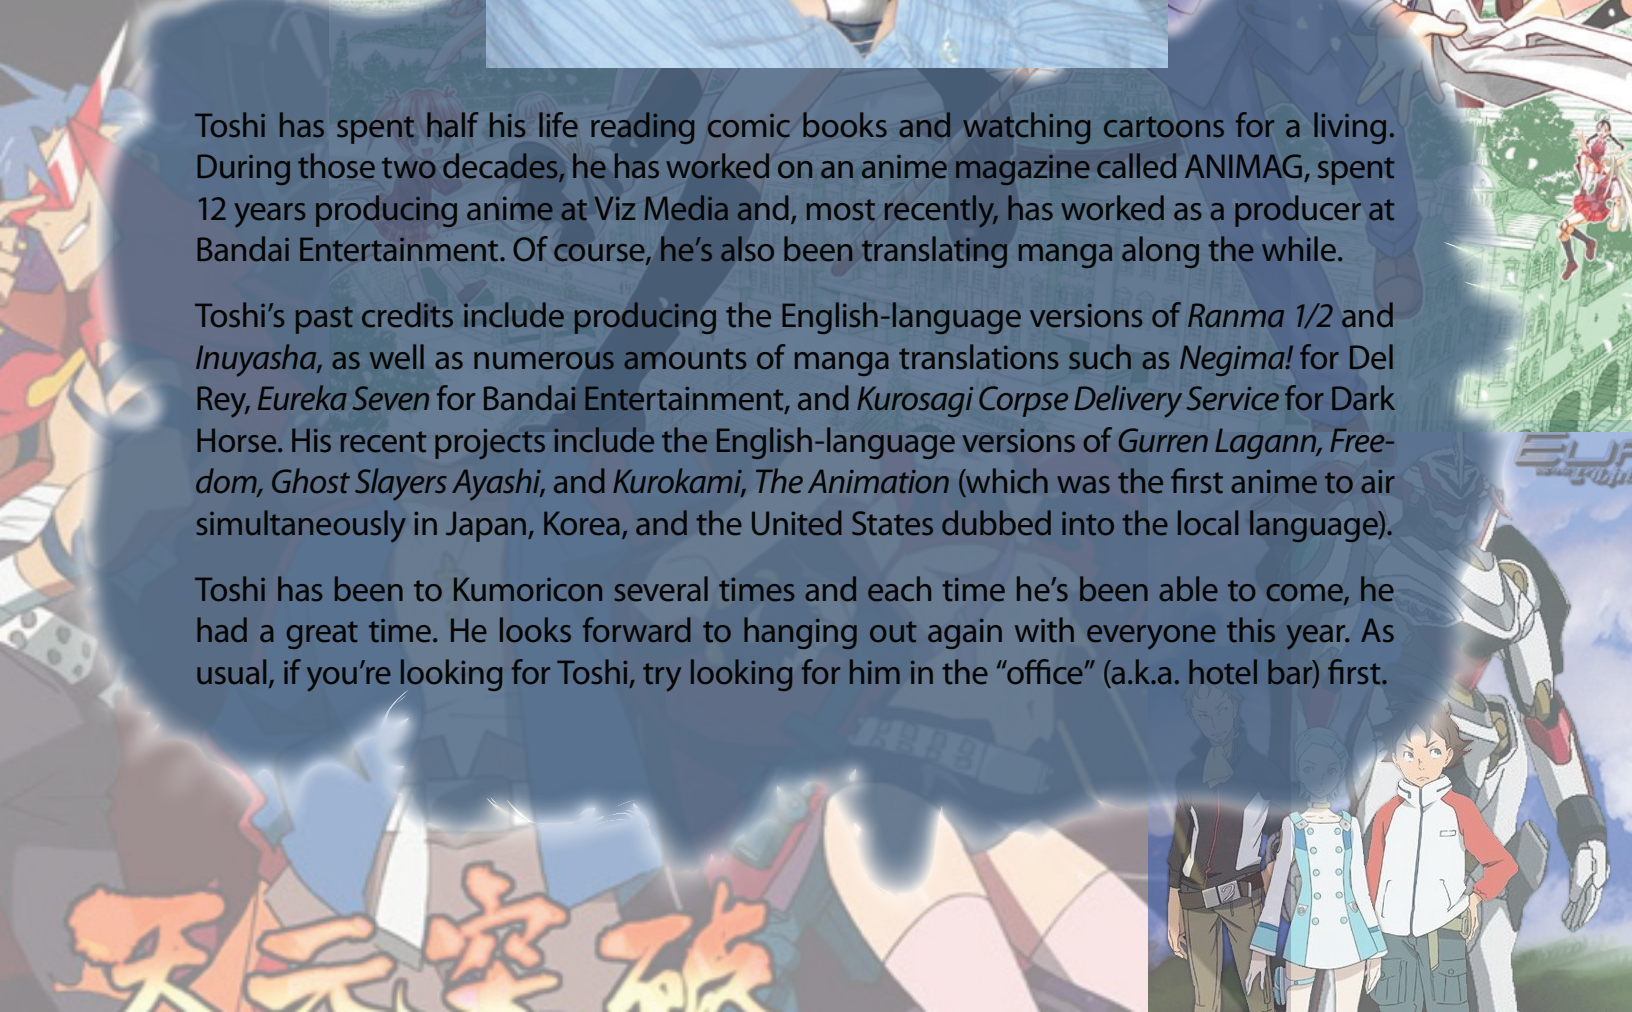 Toshi has spent half his life reading comic books and watching cartoons for a living.
During those two decades, he has worked on an anime magazine called ANIMAG, spent
12 years producing anime at Viz Media and, most recently, has worked as a producer at
Bandai Entertainment. Of course, he’s also been translating manga along the while.
Toshi’s past credits include producing the English-language versions of Ranma 1/2 and
Inuyasha, as well as numerous amounts of manga translations such as Negima! for Del
Rey, Eureka Seven for Bandai Entertainment, and Kurosagi Corpse Delivery Service for Dark
Horse. His recent projects include the English-language versions of Gurren Lagann, Free-
dom, Ghost Slayers Ayashi, and Kurokami, The Animation (which was the first anime to air
simultaneously in Japan, Korea, and the United States dubbed into the local language).
Toshi has been to Kumoricon several times and each time he’s been able to come, he
had a great time. He looks forward to hanging out again with everyone this year. As
usual, if you’re looking for Toshi, try looking for him in the “office” (a.k.a. hotel bar) first.
天元突破